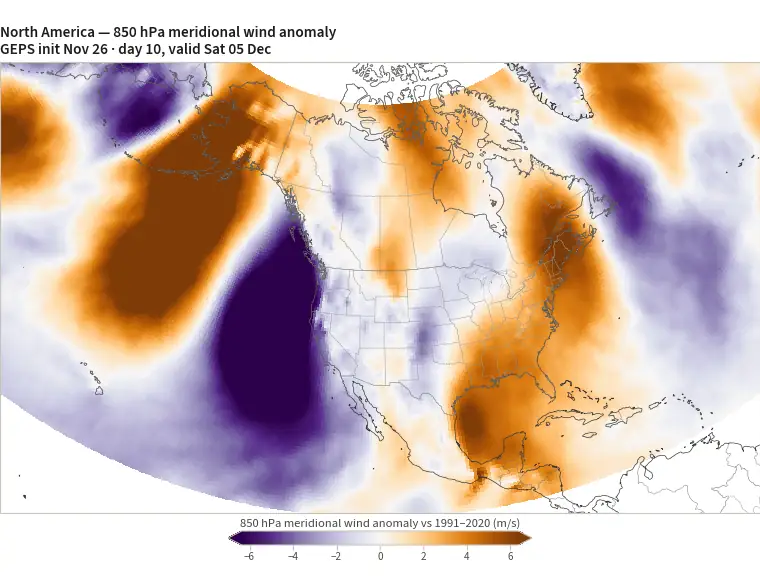 North America — 850 hPa meridional wind anomaly
GEPS init Nov 26 · day 10, valid Sat 05 Dec
850 hPa meridional wind anomaly vs 1991–2020 (m/s)
−6 −4 −2 0 2 4 6